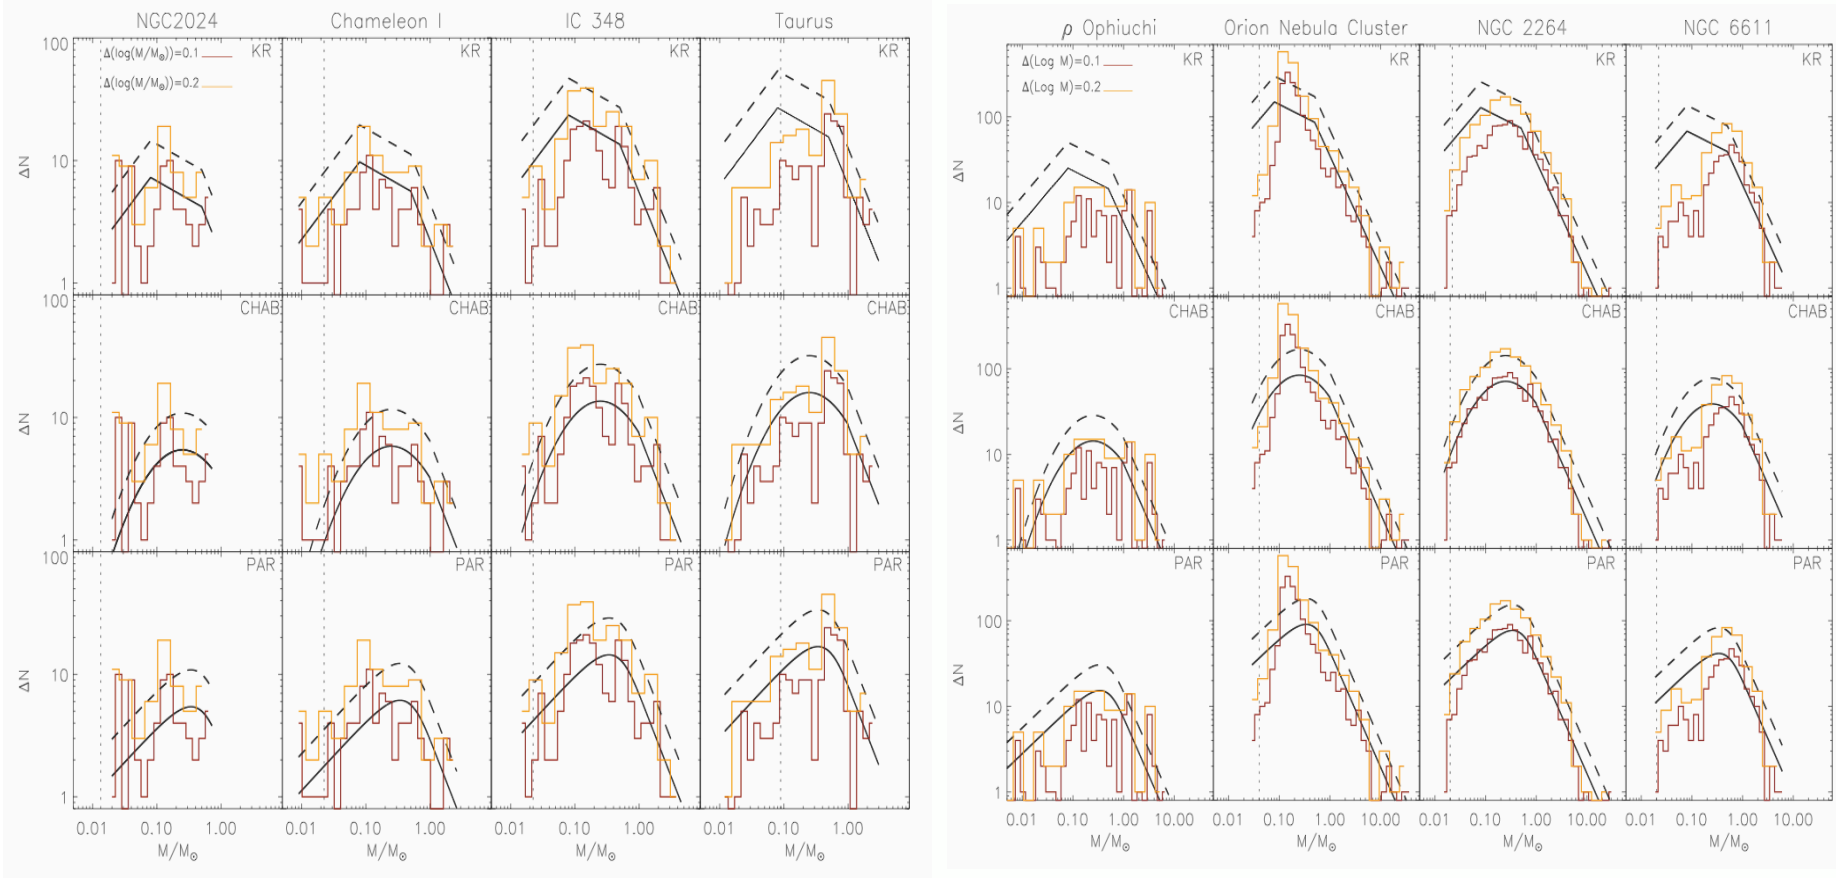 NGC2024 Chameleon I IC 348 Taurus
100 Δ(log(M/M☉))=0.1 KR KR KR KR
Δ(log(M/M☉))=0.2
ΔN 10
1
100 CHAB CHAB CHAB CHAB
ΔN 10
1
100 PAR PAR PAR PAR
ΔN 10
1
0.01 0.10 1.00 0.01 0.10 1.00 0.01 0.10 1.00 0.01 0.10 1.00
M/M☉ M/M☉ M/M☉ M/M☉
ρ Ophiuchi Orion Nebula Cluster NGC 2264 NGC 6611
Δ(Log M)=0.1 KR KR KR KR
Δ(Log M)=0.2
100
ΔN
10
1
CHAB CHAB CHAB CHAB
100
ΔN
10
1
PAR PAR PAR PAR
100
ΔN
10
1
0.01 0.10 1.00 10.00 0.01 0.10 1.00 10.00 0.01 0.10 1.00 10.00 0.01 0.10 1.00 10.00
M/M☉ M/M☉ M/M☉ M/M☉